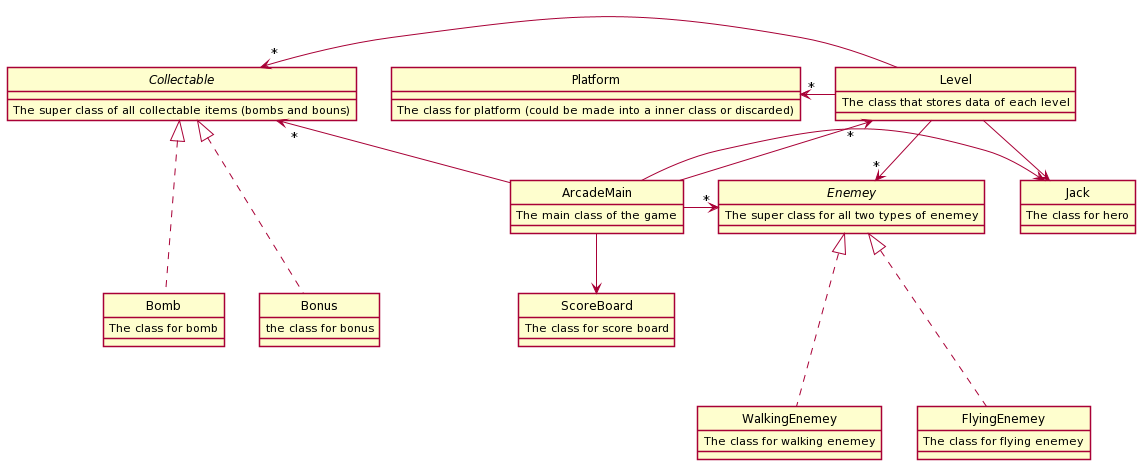 *
Collectable
The super class of all collectable items (bombs and bouns)
Platform
The class for platform (could be made into a inner class or discarded)
*
Level
The class that stores data of each level
*
*
*
ArcadeMain
The main class of the game
*
Enemey
The super class for all two types of enemey
Jack
The class for hero
Bomb
The class for bomb
Bonus
the class for bonus
ScoreBoard
The class for score board
WalkingEnemey
The class for walking enemey
FlyingEnemey
The class for flying enemey